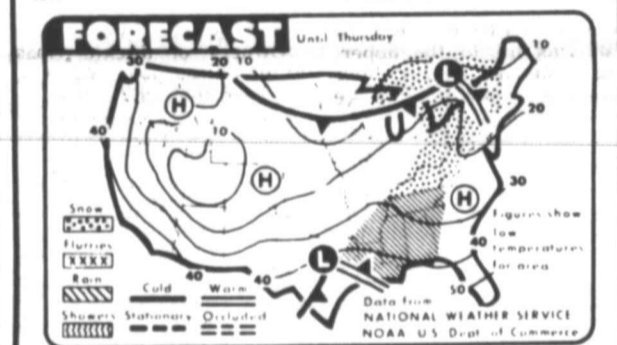 FORECAST Until Thursday
30 20 10 10
L
H
40 10 20
H
30
H
Snow Figures show
Flurries low
40 temperatures
Rain 40 40 for area
L
Cold Warm 50
Showers Stationary Occluded
Data from
NATIONAL WEATHER SERVICE
NOAA U S Dept of Commerce